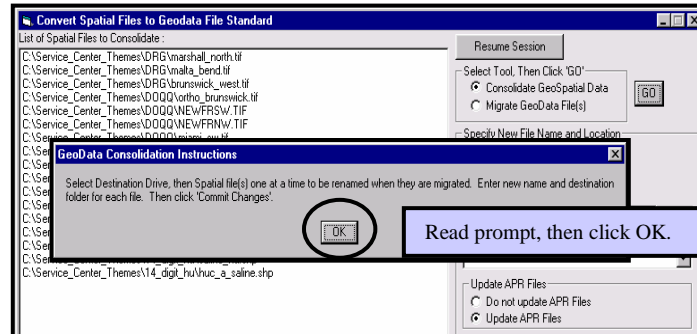 Convert Spatial Files to Geodata File Standard
List of Spatial Files to Consolidate :
C:\Service_Center_Themes\DRG\marshall_north.tif
C:\Service_Center_Themes\DRG\malta_bend.tif
C:\Service_Center_Themes\DRG\brunswick_west.tif
C:\Service_Center_Themes\DOQQ\ortho_brunswick.tif
C:\Service_Center_Themes\DOQQ\NEWFRSW.TIF
C:\Service_Center_Themes\DOQQ\NEWFRNW.TIF
Resume Session
Select Tool, Then Click 'GO'
Consolidate GeoSpatial Data
Migrate GeoData File(s)
GO
Specify New File Name and Location
GeoData Consolidation Instructions
Select Destination Drive, then Spatial file(s) one at a time to be renamed when they are migrated. Enter new name and destination
folder for each file. Then click 'Commit Changes'.
OK
Read prompt, then click OK.
C:\Service_Center_Themes\14_digit_hu\huc_a_saline.shp
Update APR Files
Do not update APR Files
Update APR Files